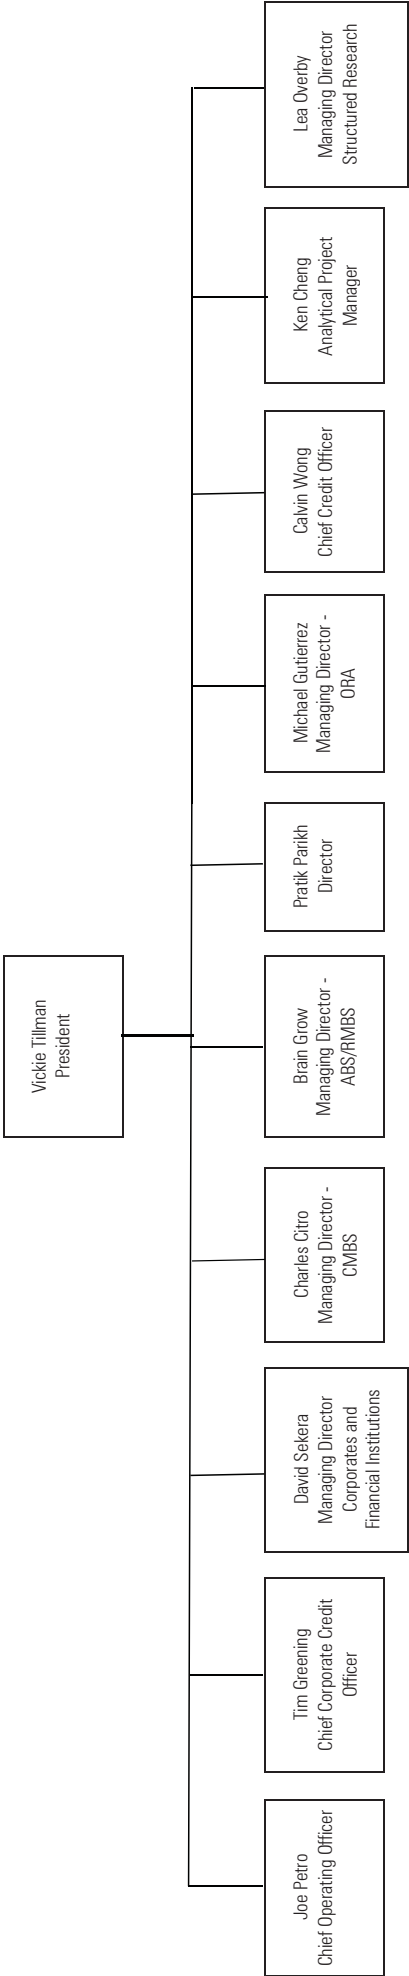 Vickie Tillman
President
Joe Petro
Chief Operating Officer
Tim Greening
Chief Corporate Credit
Officer
David Sekera
Managing Director
Corporates and
Financial Institutions
Charles Citro
Managing Director -
CMBS
Brain Grow
Managing Director -
ABS/RMBS
Pratik Parikh
Director
Michael Gutierrez
Managing Director -
ORA
Calvin Wong
Chief Credit Officer
Ken Cheng
Analytical Project
Manager
Lea Overby
Managing Director
Structured Research